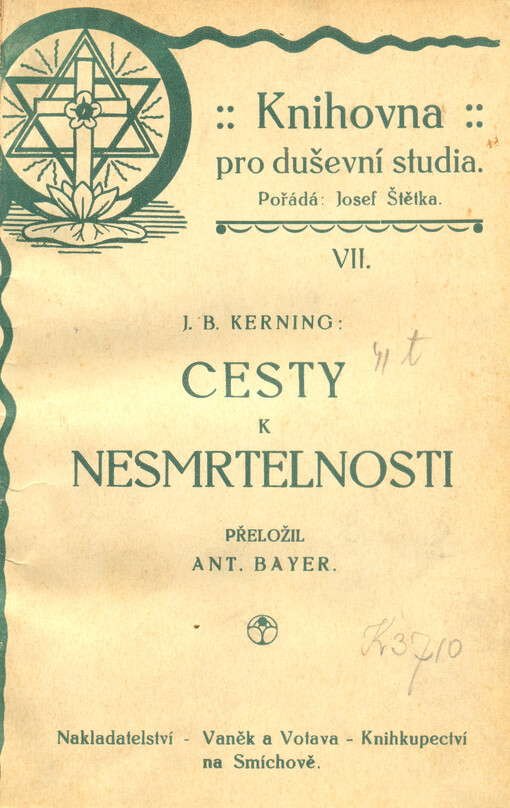 :: Knihovna ::
pro duševní studia.
Pořádá: Josef Štětka.
VII.
J. B. KERNING:
CESTY
K
NESMRTELNOSTI
PŘELOŽIL
ANT. BAYER.
K3710
Nakladatelství - Vaněk a Votava - Knihkupectví
na Smíchově.